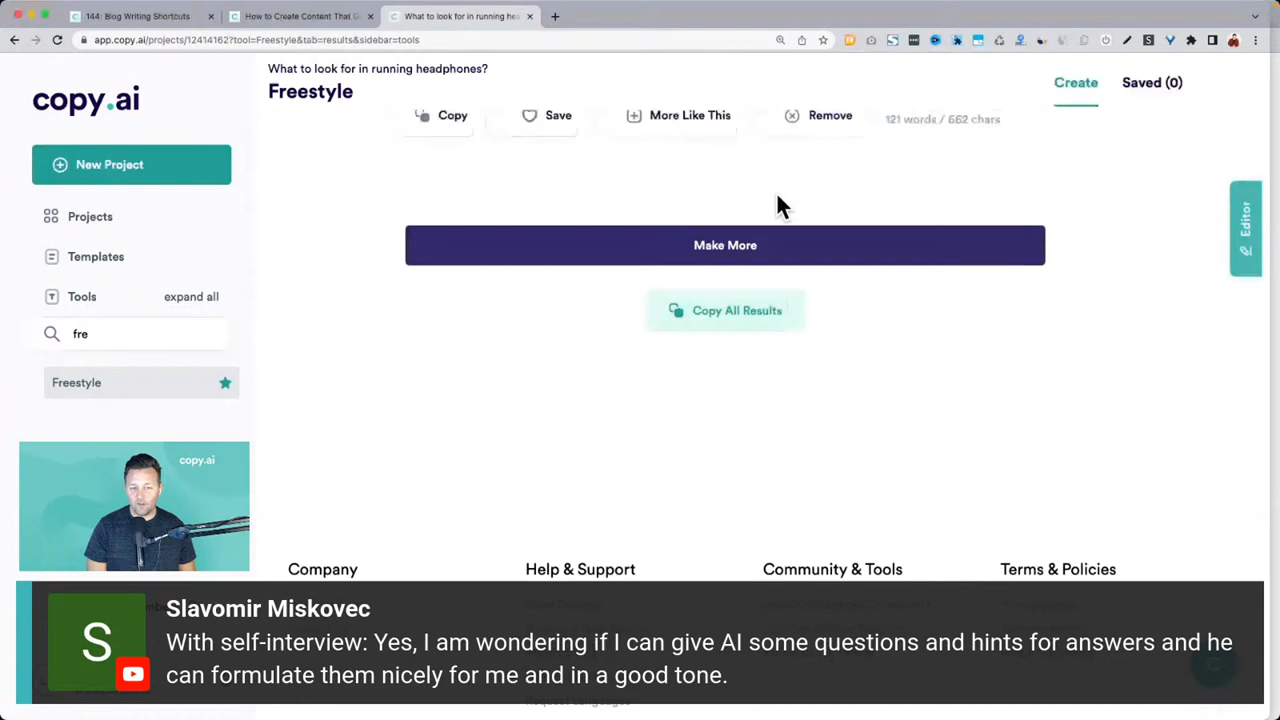 144: Blog Writing Shortcuts
How to Create Content That G
What to look for in running hea
app.copy.ai/projects/12414162?tool=Freestyle&tab=results&sidebar=tools
copy.ai
What to look for in running headphones?
Freestyle
Create
Saved (0)
Copy
Save
More Like This
Remove
121 words / 662 chars
New Project
Projects
Templates
Tools
expand all
fre
Freestyle
Make More
Copy All Results
Editor
copy.ai
Company
Help & Support
Community & Tools
Terms & Policies
S
Slavomir Miskovec
With self-interview: Yes, I am wondering if I can give AI some questions and hints for answers and he
can formulate them nicely for me and in a good tone.